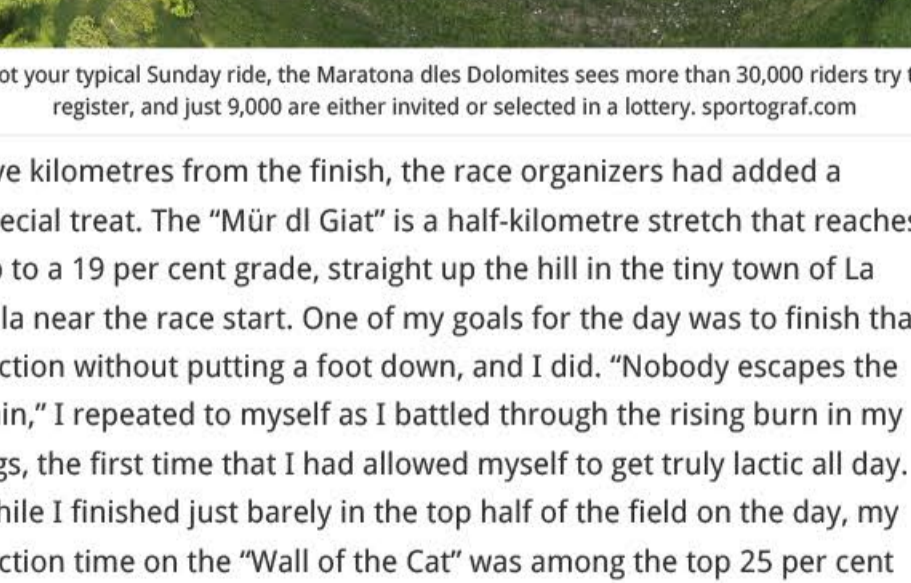 ot your typical Sunday ride, the Maratona dles Dolomites sees more than 30,000 riders try t
register, and just 9,000 are either invited or selected in a lottery. sportograf.com
ve kilometres from the finish, the race organizers had added a
ecial treat. The “Mür dl Giat” is a half-kilometre stretch that reaches
p to a 19 per cent grade, straight up the hill in the tiny town of La
la near the race start. One of my goals for the day was to finish tha
ction without putting a foot down, and I did. “Nobody escapes the
in,” I repeated to myself as I battled through the rising burn in my
gs, the first time that I had allowed myself to get truly lactic all day.
hile I finished just barely in the top half of the field on the day, my
ction time on the “Wall of the Cat” was among the top 25 per cent